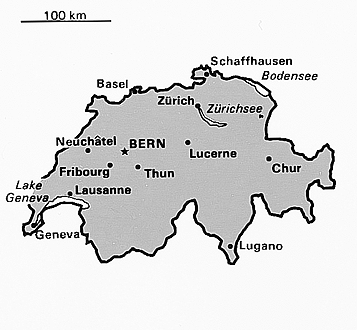 100 km
Schaffhausen
Bodensee
Basel
Zürich
Zürichsee
Neuchâtel
BERN
Lucerne
Fribourg
Thun
Chur
Lake
Geneva
Lausanne
Geneva
Lugano